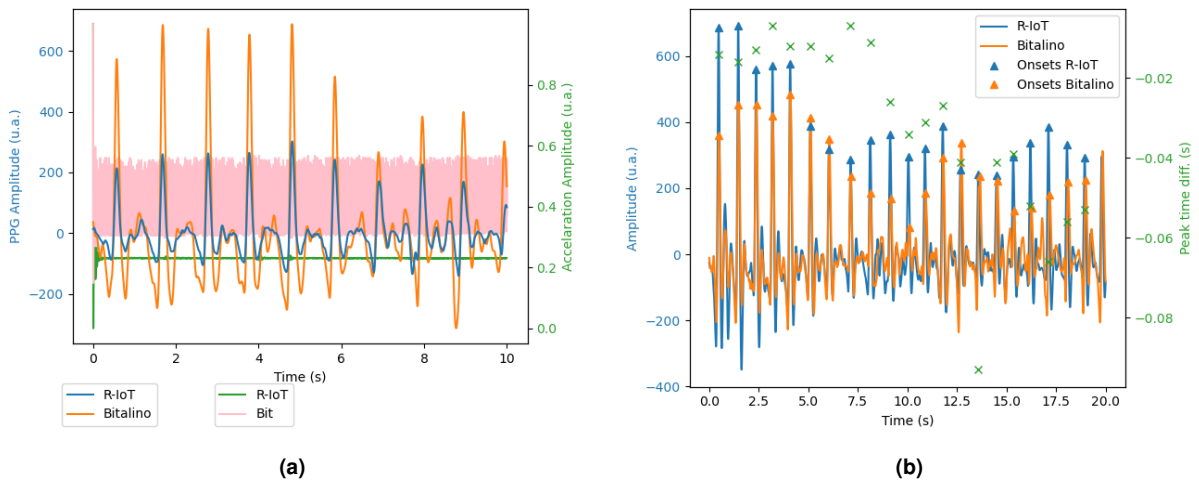 600
400
200
0
−200
PPG Amplitude (u.a.)
0.8
0.6
0.4
0.2
0.0
Accelaration Amplitude (u.a.)
0
2
4
6
8
10
Time (s)
R-IoT
Bitalino
R-IoT
Bit
(a)
600
400
200
0
−200
−400
Amplitude (u.a.)
R-IoT
Bitalino
Onsets R-IoT
Onsets Bitalino
−0.02
−0.04
−0.06
−0.08
Peak time diff. (s)
0.0
2.5
5.0
7.5
10.0
12.5
15.0
17.5
20.0
Time (s)
(b)